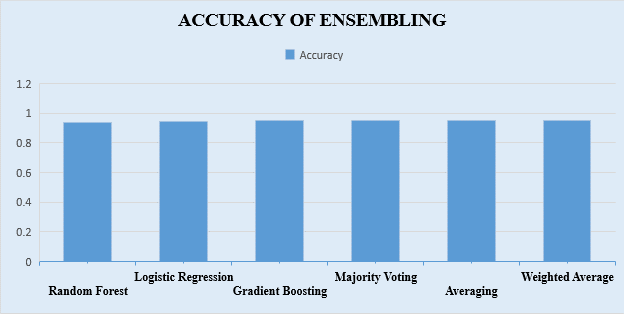 ACCURACY OF ENSEMBLING
Accuracy
1.2
1
0.8
0.6
0.4
0.2
0
Logistic Regression Majority Voting Weighted Average
Random Forest Gradient Boosting Averaging